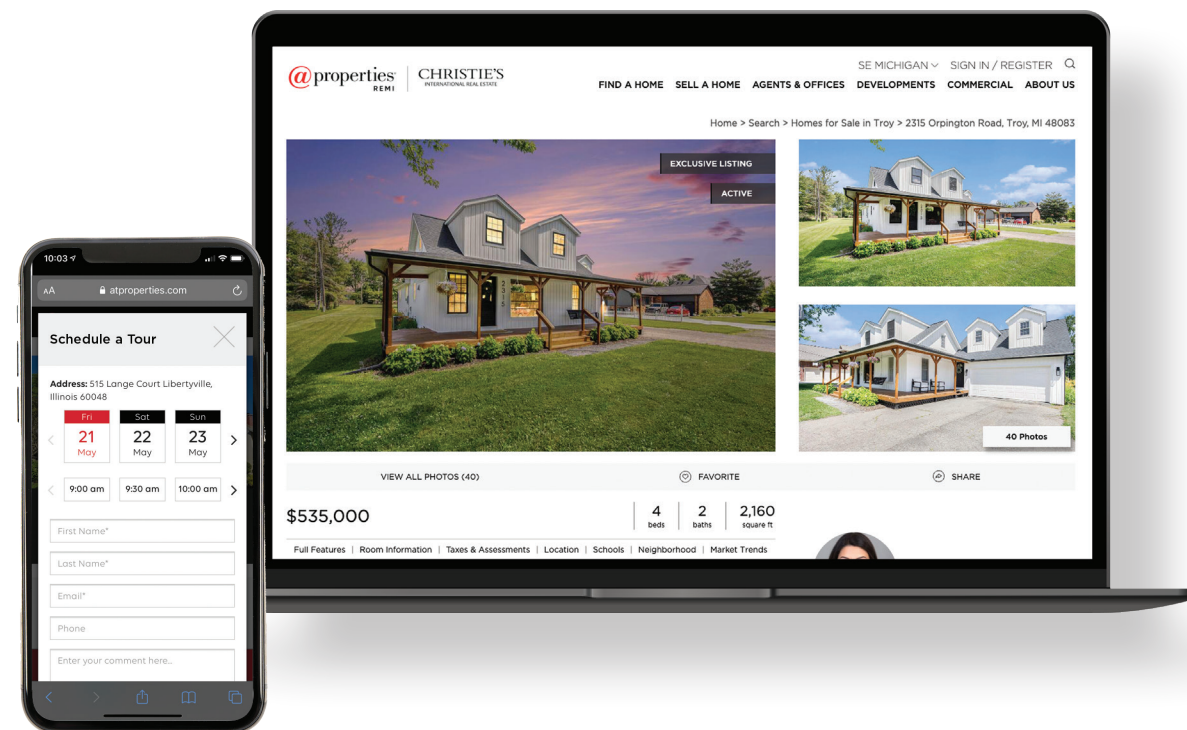 @properties
REMI
CHRISTIE'S
INTERNATIONAL REAL ESTATE
SE MICHIGAN SIGN IN / REGISTER
FIND A HOME SELL A HOME AGENTS & OFFICES DEVELOPMENTS COMMERCIAL ABOUT US
Home > Search > Homes for Sale in Troy > 2315 Orpington Road, Troy, MI 48083
EXCLUSIVE LISTING
ACTIVE
2315
40 Photos
VIEW ALL PHOTOS (40) FAVORITE SHARE
$535,000
4 2 2,160
beds baths square ft
Full Features | Room Information | Taxes & Assessments | Location | Schools | Neighborhood | Market Trends
10:03
AA atproperties.com
Schedule a Tour
Address: 515 Lange Court Libertyville,
Illinois 60048
Fri Sat Sun
21 22 23
May May May
9:00 am 9:30 am 10:00 am
First Name*
Last Name*
Email*
Phone
Enter your comment here...